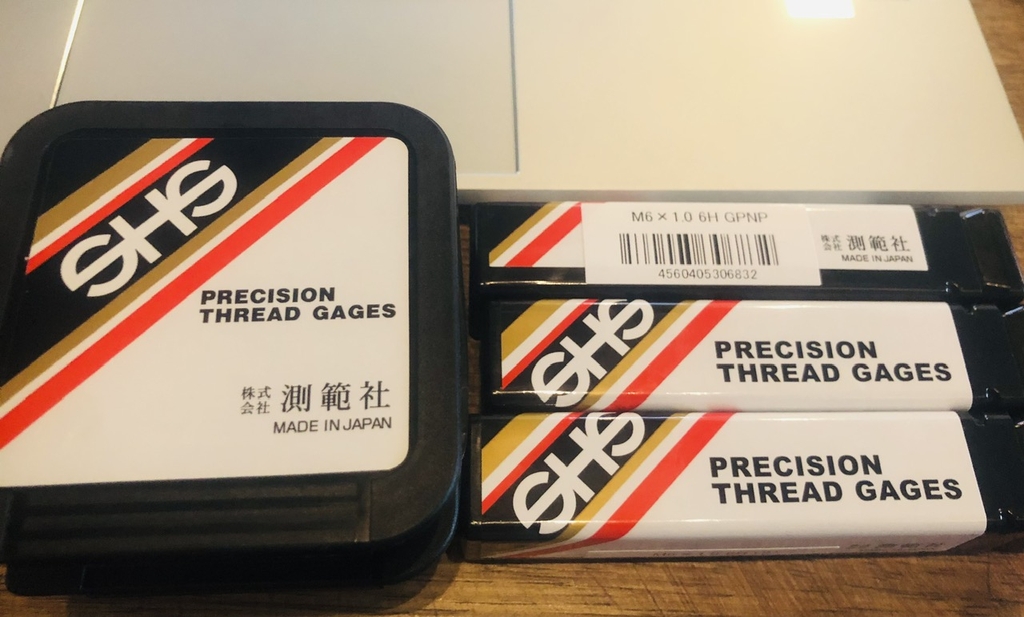 SHS
PRECISION
THREAD GAGES
株式
会社 測範社
MADE IN JAPAN
M6 × 1.0 6H GPNP
4560405306832
株式
会社 測範社
MADE IN JAPAN
SHS
PRECISION
THREAD GAGES
SHS
PRECISION
THREAD GAGES